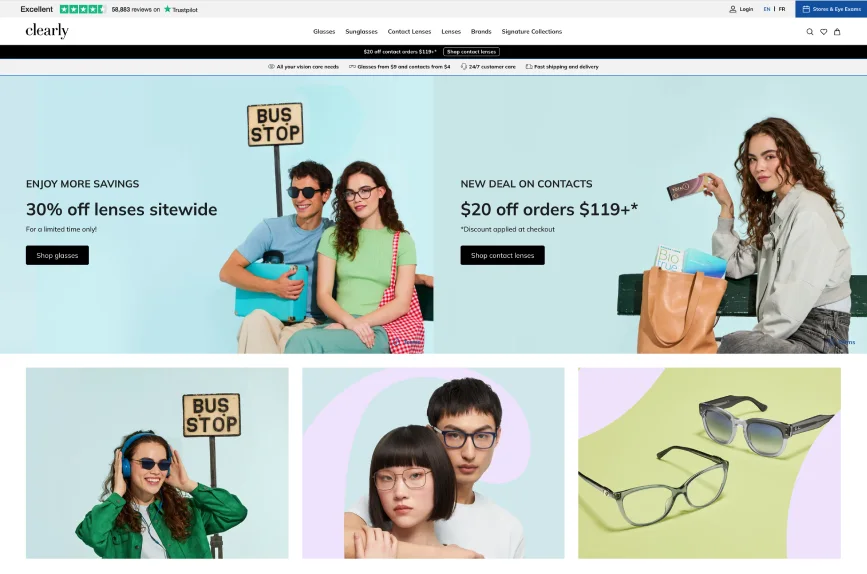 Excellent
58,883 reviews on Trustpilot
Login
EN | FR
Stores & Eye Exams
clearly
Glasses Sunglasses Contact Lenses Lenses Brands Signature Collections
$20 off contact orders $119+* Shop contact lenses
All your vision care needs Glasses from $9 and contacts from $4 24/7 customer care Fast shipping and delivery
BUS
STOP
ENJOY MORE SAVINGS
30% off lenses sitewide
For a limited time only!
Shop glasses
NEW DEAL ON CONTACTS
$20 off orders $119+*
*Discount applied at checkout
Shop contact lenses
Bio
true
BUS
STOP